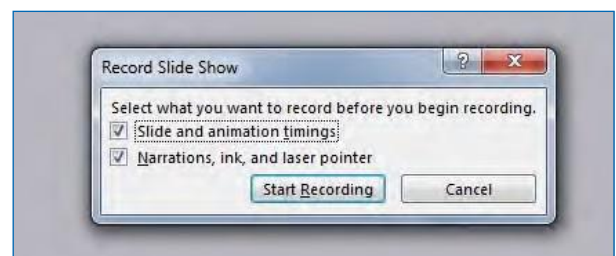 Record Slide Show
? X
Select what you want to record before you begin recording.
Slide and animation timings
Narrations, ink, and laser pointer
Start Recording Cancel